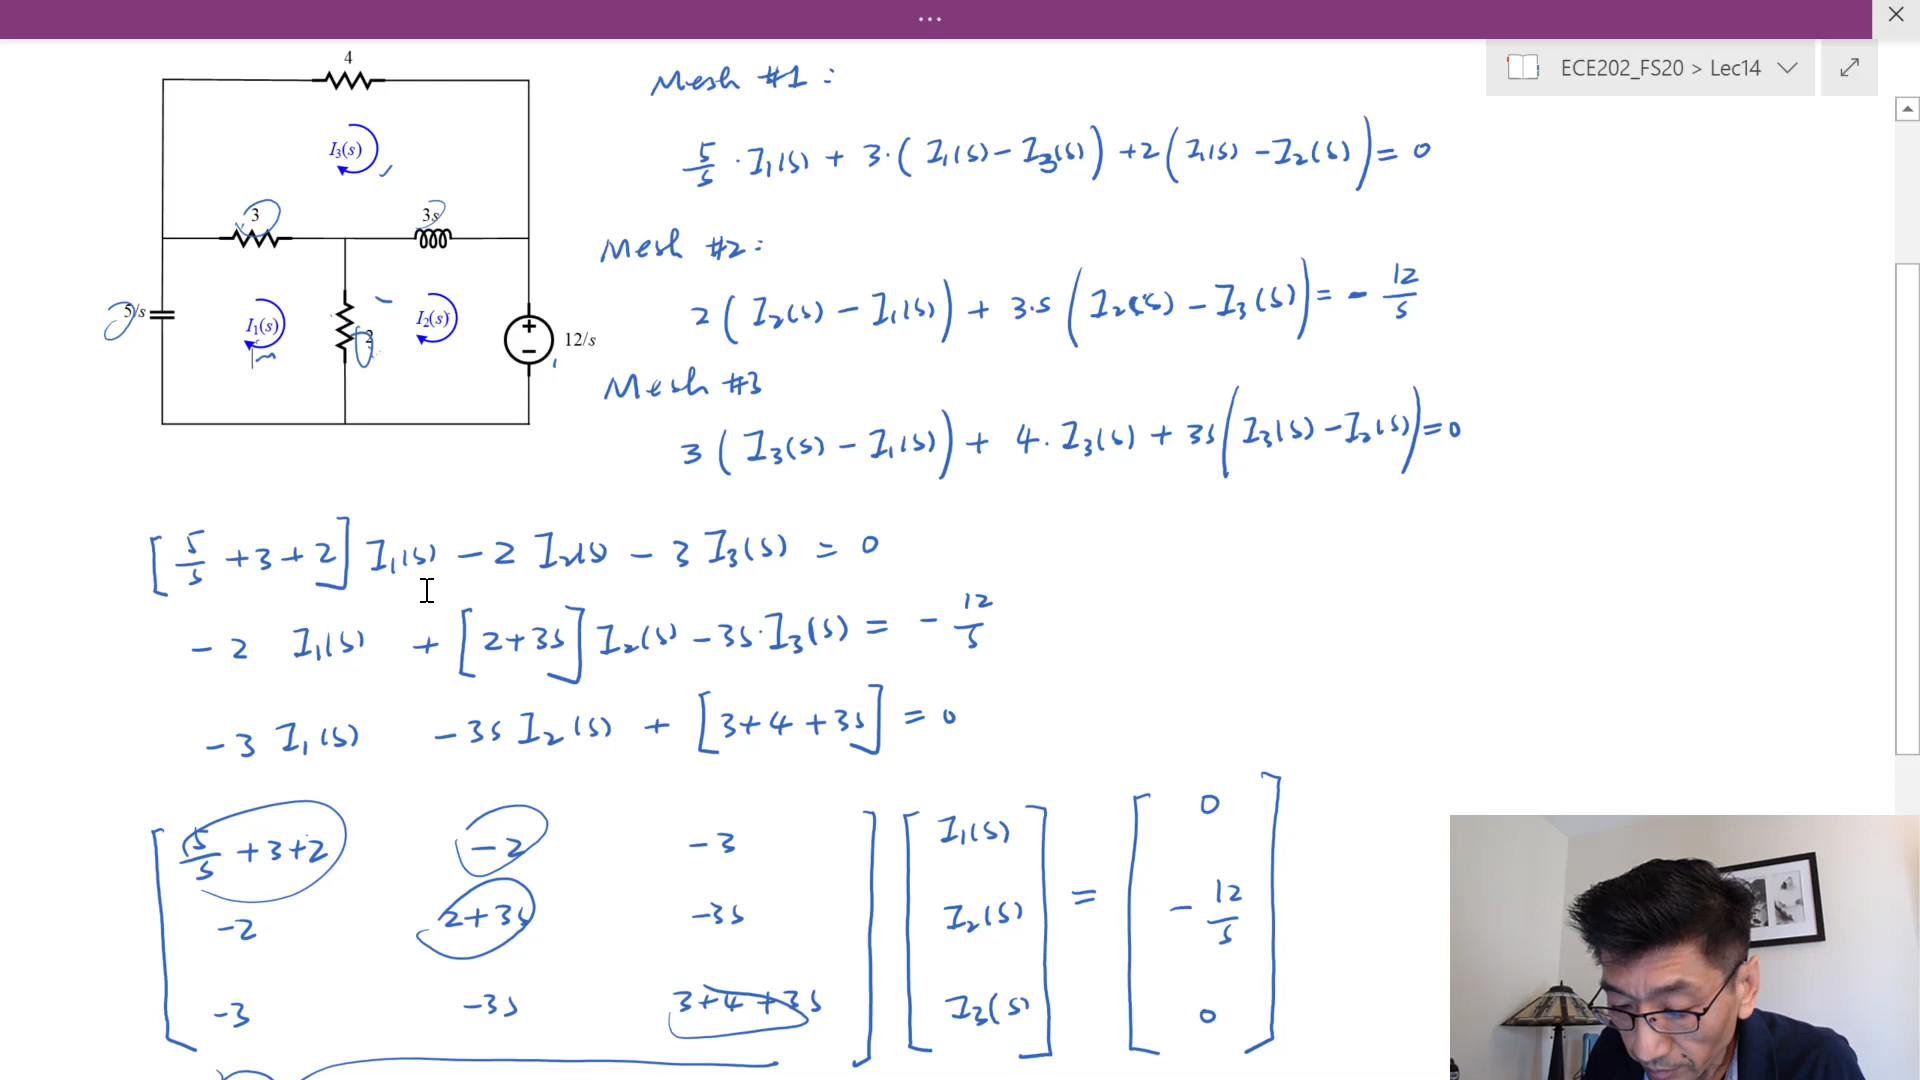 ...
ECE202_FS20 > Lec14
4
I₃(s)
3
3s
5/s
I₁(s)
I₂(s)
2
12/s
Mesh #1 :
5/s · I₁(s) + 3·( I₁(s) – I₃(s) ) + 2( I₁(s) – I₂(s) ) = 0
Mesh #2 :
2 ( I₂(s) – I₁(s) ) + 3·s ( I₂(s) – I₃(s) ) = - 12/s
Mesh #3
3 ( I₃(s) – I₁(s) ) + 4 · I₃(s) + 3s ( I₃(s) – I₂(s) ) = 0
[ 5/s + 3 + 2 ] I₁(s) – 2 I₂(s) – 3 I₃(s) = 0
- 2 I₁(s) + [ 2+3s ] I₂(s) – 3s · I₃(s) = - 12/s
- 3 I₁(s) - 3s I₂(s) + [ 3+4+3s ] = 0
5/s +3+2 -2 -3 I₁(s) 0
-2 2+3s -3s I₂(s) = - 12/s
-3 -3s 3+4+3s I₃(s) 0